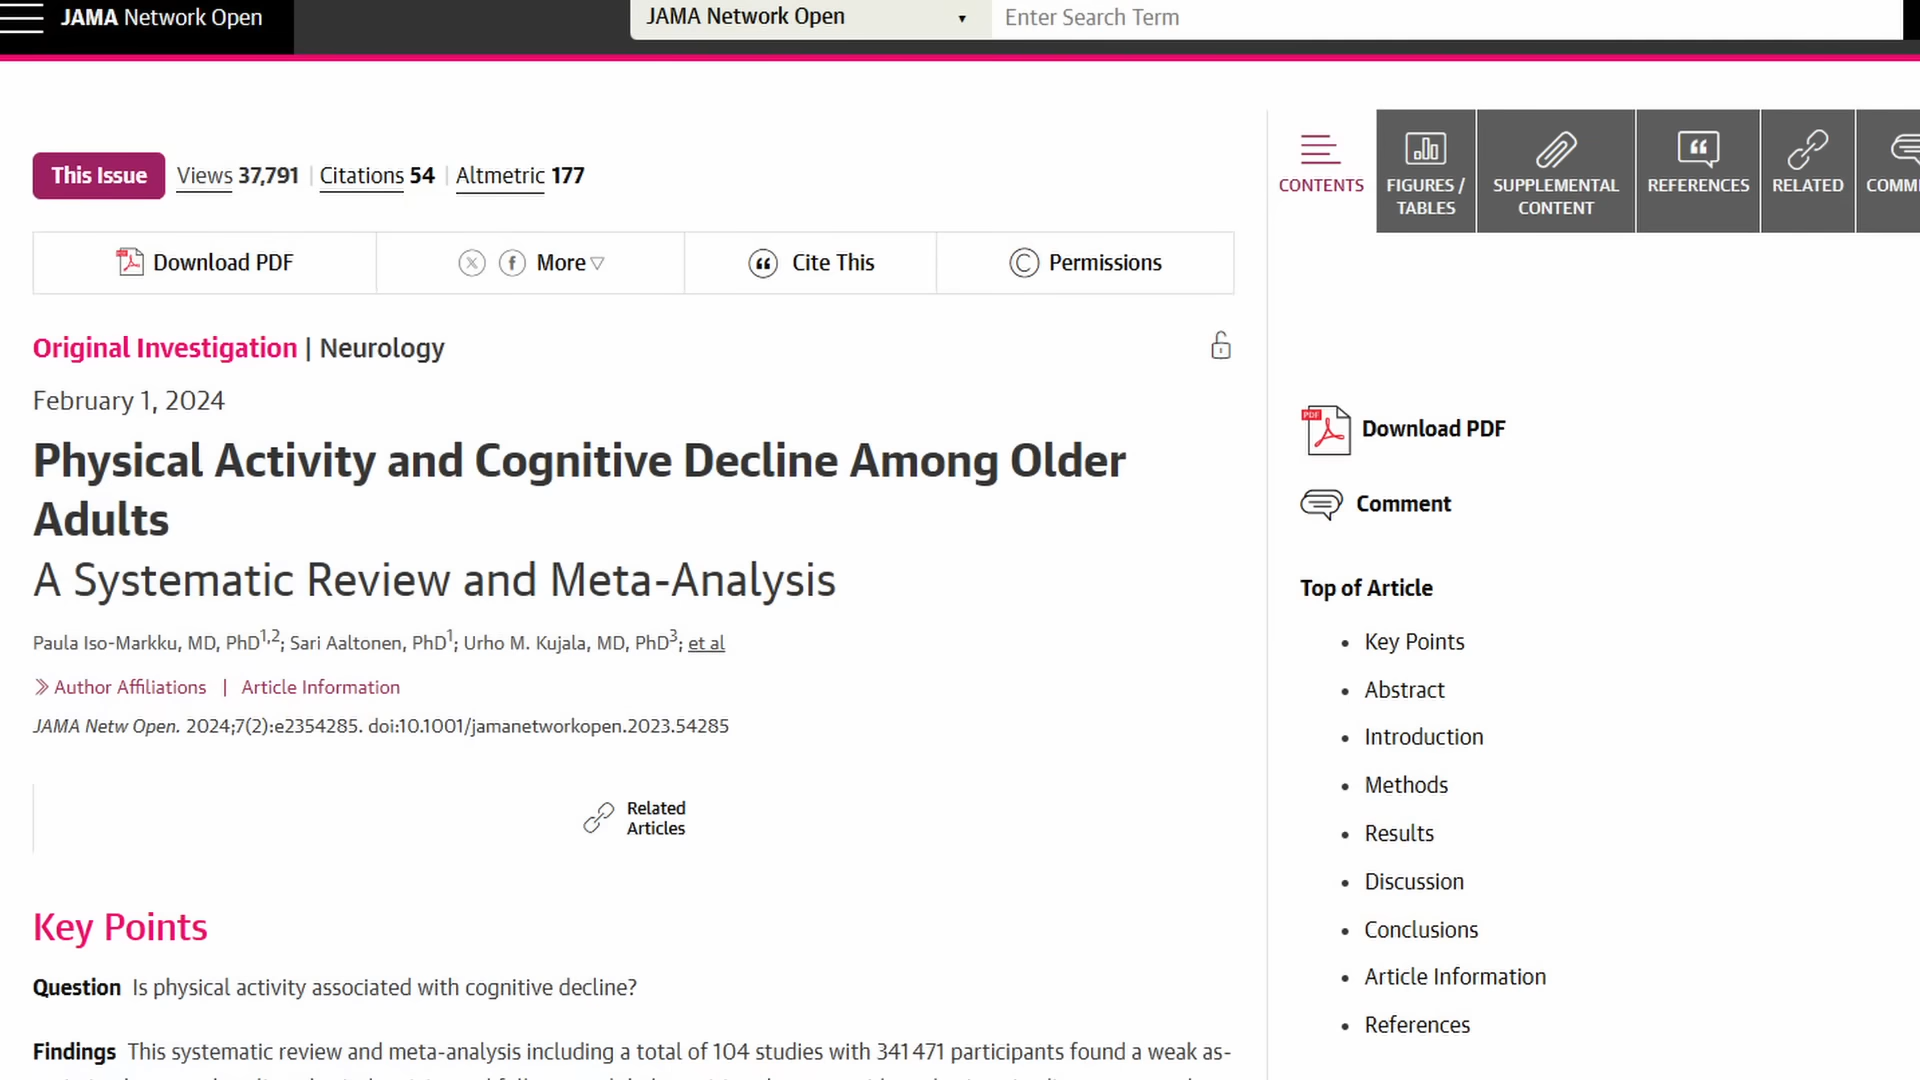 JAMA Network Open
JAMA Network Open
Enter Search Term
This Issue Views 37,791 Citations 54 Altmetric 177
CONTENTS
FIGURES /
TABLES
SUPPLEMENTAL
CONTENT
REFERENCES
RELATED
Download PDF
More
Cite This
Permissions
Original Investigation | Neurology
February 1, 2024
Physical Activity and Cognitive Decline Among Older
Adults
A Systematic Review and Meta-Analysis
Paula Iso-Markku, MD, PhD1,2; Sari Aaltonen, PhD1; Urho M. Kujala, MD, PhD3; et al
Author Affiliations | Article Information
JAMA Netw Open. 2024;7(2):e2354285. doi:10.1001/jamanetworkopen.2023.54285
Related
Articles
Key Points
Question Is physical activity associated with cognitive decline?
Findings This systematic review and meta-analysis including a total of 104 studies with 341 471 participants found a weak as-
Download PDF
Comment
Top of Article
• Key Points
• Abstract
• Introduction
• Methods
• Results
• Discussion
• Conclusions
• Article Information
• References